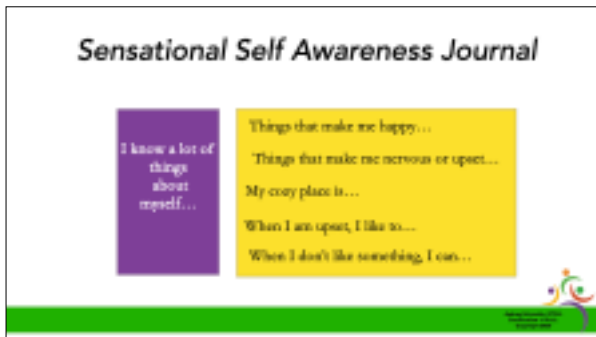 Sensational Self Awareness Journal
I know a lot of
things
about
myself...
Things that make me happy...
Things that make me nervous or upset...
My cozy place is...
When I am upset, I like to...
When I don't like something, I can...